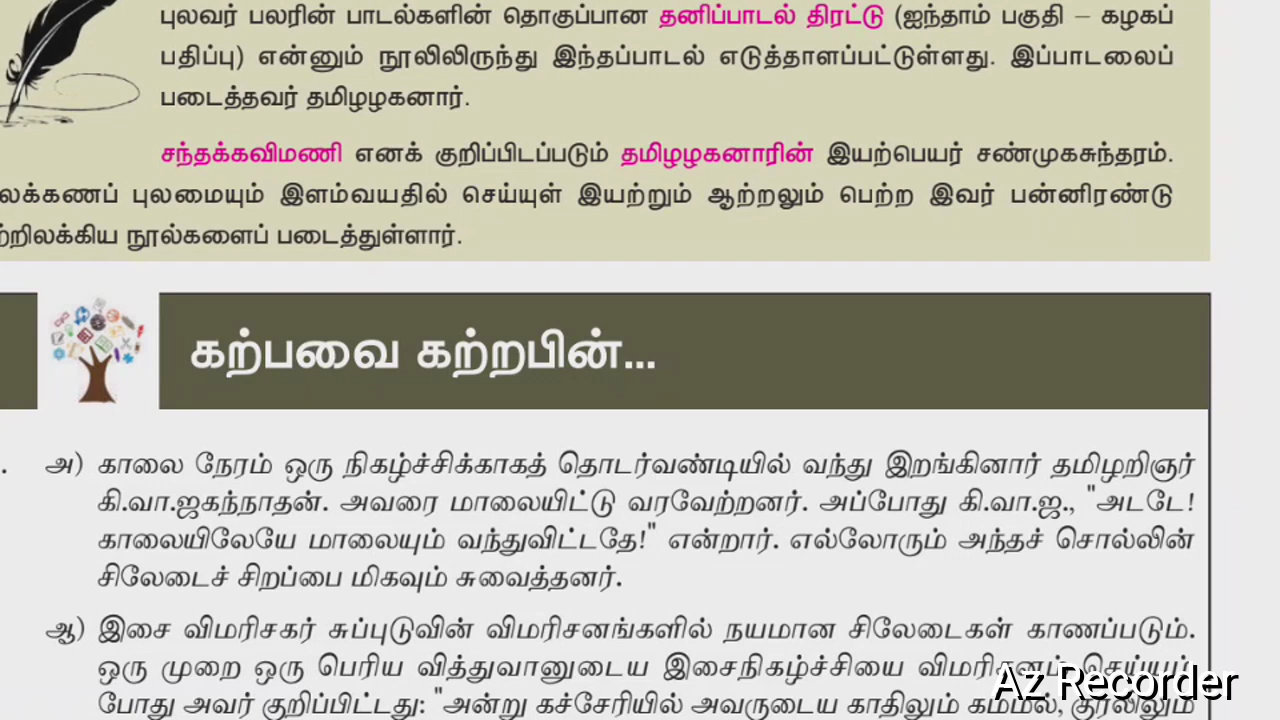 புலவர் பலரின் பாடல்களின் தொகுப்பான தனிப்பாடல் திரட்டு (ஐந்தாம் பகுதி – கழகப்
பதிப்பு) என்னும் நூலிலிருந்து இந்தப்பாடல் எடுத்தாளப்பட்டுள்ளது. இப்பாடலைப்
படைத்தவர் தமிழழகனார்.
சந்தக்கவிமணி எனக் குறிப்பிடப்படும் தமிழழகனாரின் இயற்பெயர் சண்முகசுந்தரம்.
லக்கணப் புலமையும் இளம்வயதில் செய்யுள் இயற்றும் ஆற்றலும் பெற்ற இவர் பன்னிரண்டு
ற்றிலக்கிய நூல்களைப் படைத்துள்ளார்.
கற்பவை கற்றபின்...
. அ) காலை நேரம் ஒரு நிகழ்ச்சிக்காகத் தொடர்வண்டியில் வந்து இறங்கினார் தமிழறிஞர்
கி.வா.ஜகந்நாதன். அவரை மாலையிட்டு வரவேற்றனர். அப்போது கி.வா.ஜ., "அடடே!
காலையிலேயே மாலையும் வந்துவிட்டதே!" என்றார். எல்லோரும் அந்தச் சொல்லின்
சிலேடைச் சிறப்பை மிகவும் சுவைத்தனர்.
ஆ) இசை விமரிசகர் சுப்புடுவின் விமரிசனங்களில் நயமான சிலேடைகள் காணப்படும்.
ஒரு முறை ஒரு பெரிய வித்துவானுடைய இசைநிகழ்ச்சியை விமரிசனம் செய்யும்
போது அவர் குறிப்பிட்டது: "அன்று கச்சேரியில் அவருடைய காதிலும் கம்மல், குரலிலும்
Az Recorder